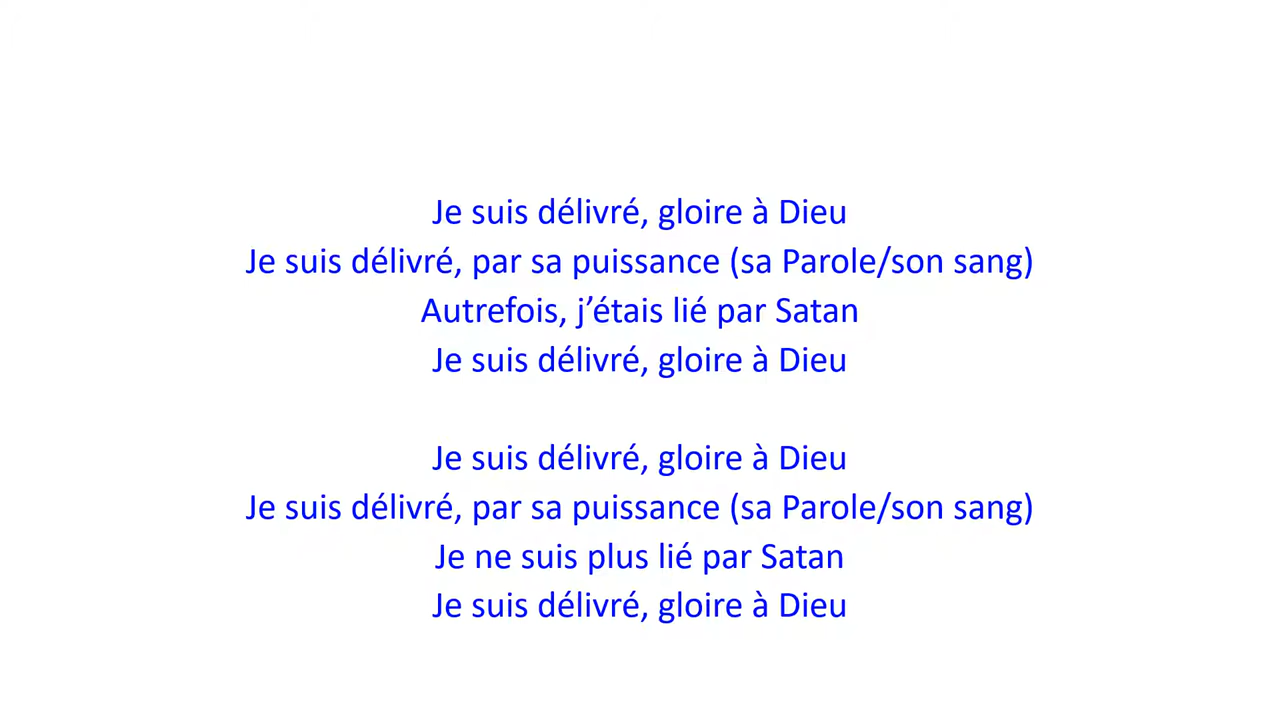 Je suis délivré, gloire à Dieu
Je suis délivré, par sa puissance (sa Parole/son sang)
Autrefois, j’étais lié par Satan
Je suis délivré, gloire à Dieu
Je suis délivré, gloire à Dieu
Je suis délivré, par sa puissance (sa Parole/son sang)
Je ne suis plus lié par Satan
Je suis délivré, gloire à Dieu